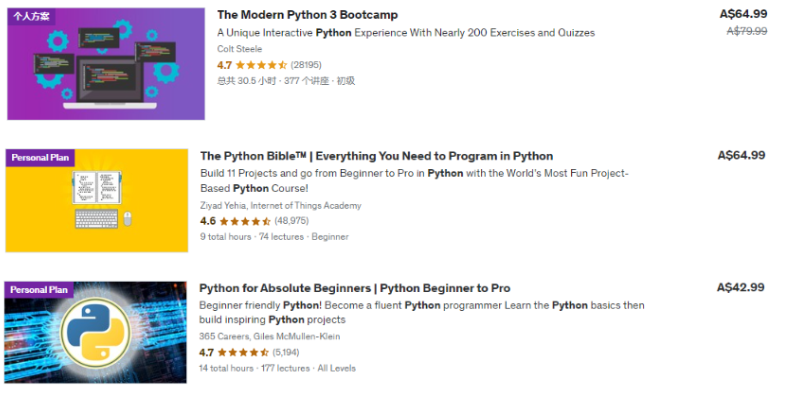 个人方案
The Modern Python 3 Bootcamp
A$64.99
A Unique Interactive Python Experience With Nearly 200 Exercises and Quizzes
A$79.99
Colt Steele
4.7 (28195)
总共 30.5 小时 · 377 个讲座 · 初级
Personal Plan
The Python Bible™ | Everything You Need to Program in Python
A$64.99
Build 11 Projects and go from Beginner to Pro in Python with the World's Most Fun Project-
Based Python Course!
Ziyad Yehia, Internet of Things Academy
4.6 (48,975)
9 total hours · 74 lectures · Beginner
Personal Plan
Python for Absolute Beginners | Python Beginner to Pro
A$42.99
Beginner friendly Python! Become a fluent Python programmer Learn the Python basics then
build inspiring Python projects
365 Careers, Giles McMullen-Klein
4.7 (5,194)
14 total hours · 177 lectures · All Levels